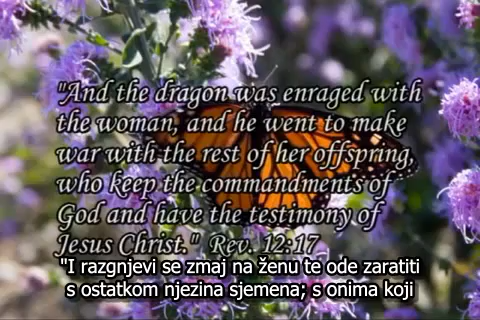 "And the dragon was enraged with
the woman, and he went to make
war with the rest of her offspring,
who keep the commandments of
God and have the testimony of
Jesus Christ." Rev. 12:17
"I razgnjevi se zmaj na ženu te ode zaratiti
s ostatkom njezina sjemena; s onima koji